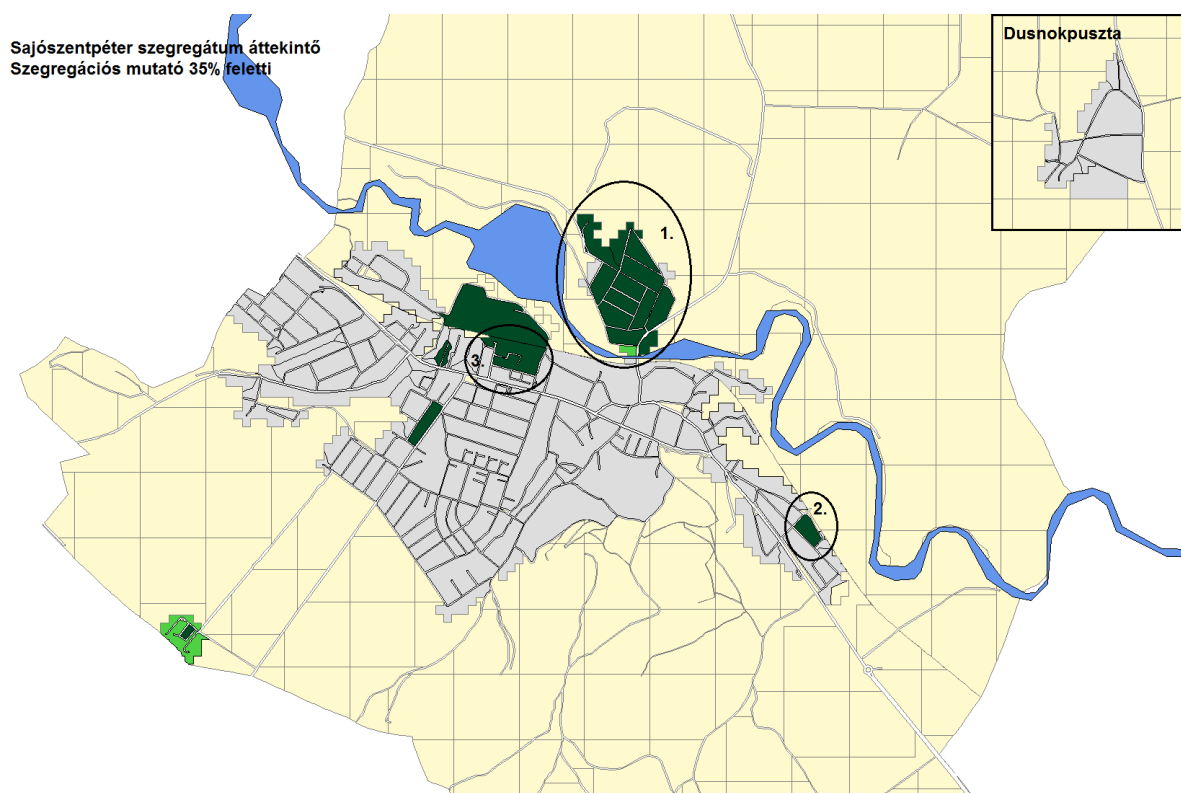 Sajószentpéter szegregátum áttekintő
Szegregációs mutató 35% feletti
Dusnokpuszta
1.
3.
2.